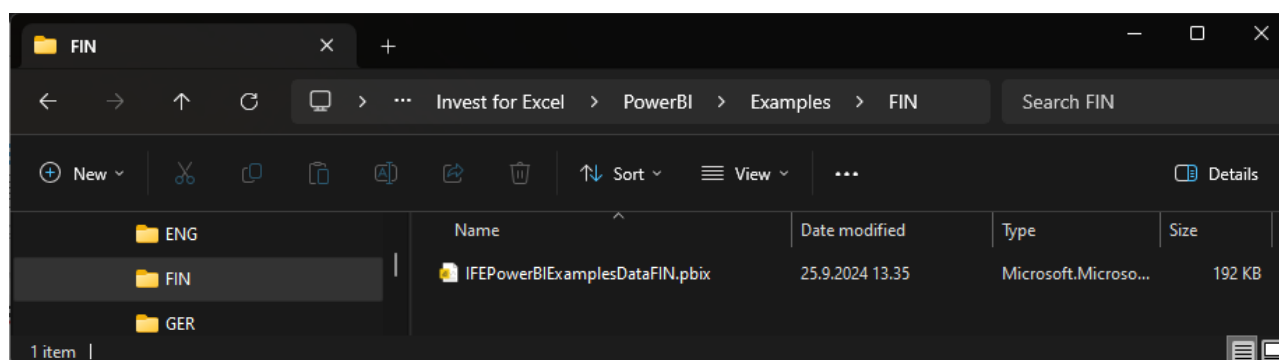 FIN
Invest for Excel > PowerBI > Examples > FIN
Search FIN
New
Sort
View
Details
ENG
FIN
GER
Name Date modified Type Size
IFEPowerBIExamplesDataFIN.pbix 25.9.2024 13.35 Microsoft.Microso... 192 KB
1 item